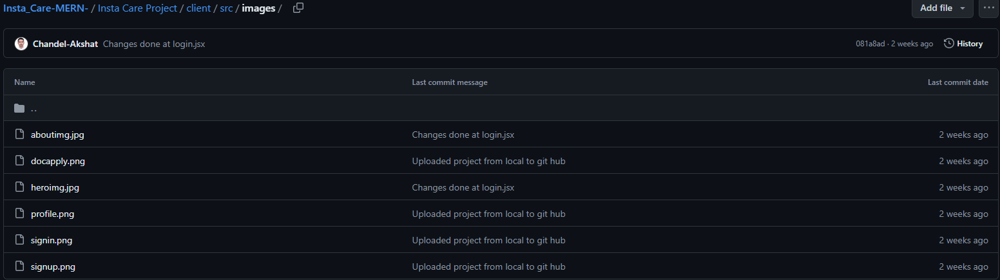 Insta_Care-MERN- / Insta Care Project / client / src / images /
Add file
Chandel-Akshat Changes done at login.jsx 081a8ad · 2 weeks ago History
Name Last commit message Last commit date
..
aboutimg.jpg Changes done at login.jsx 2 weeks ago
docapply.png Uploaded project from local to git hub 2 weeks ago
heroimg.jpg Changes done at login.jsx 2 weeks ago
profile.png Uploaded project from local to git hub 2 weeks ago
signin.png Uploaded project from local to git hub 2 weeks ago
signup.png Uploaded project from local to git hub 2 weeks ago